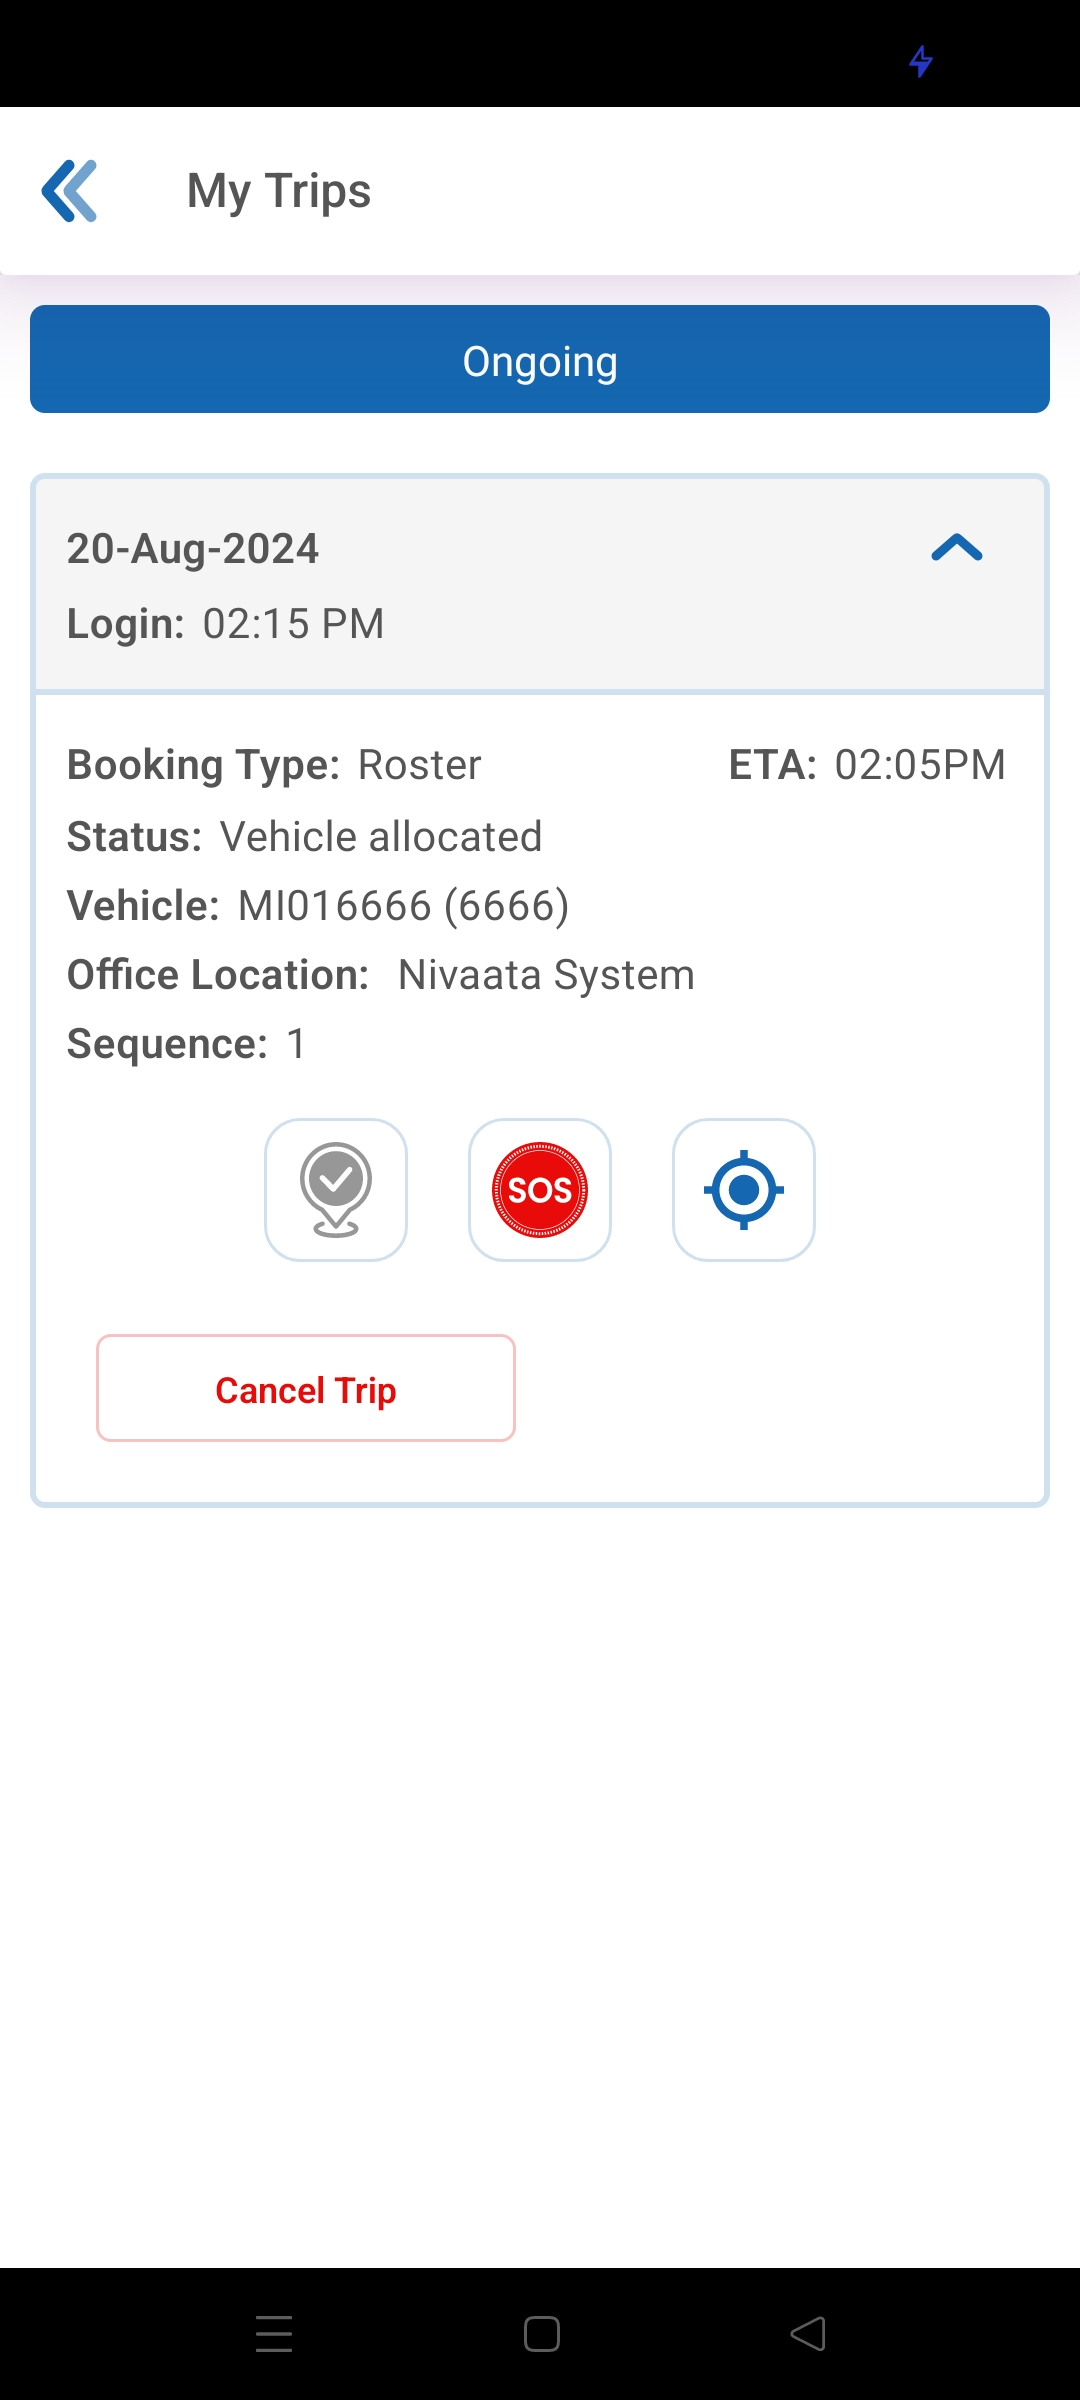 My Trips
Ongoing
20-Aug-2024
Login: 02:15 PM
Booking Type: Roster ETA: 02:05PM
Status: Vehicle allocated
Vehicle: MI016666 (6666)
Office Location: Nivaata System
Sequence: 1
SOS
Cancel Trip